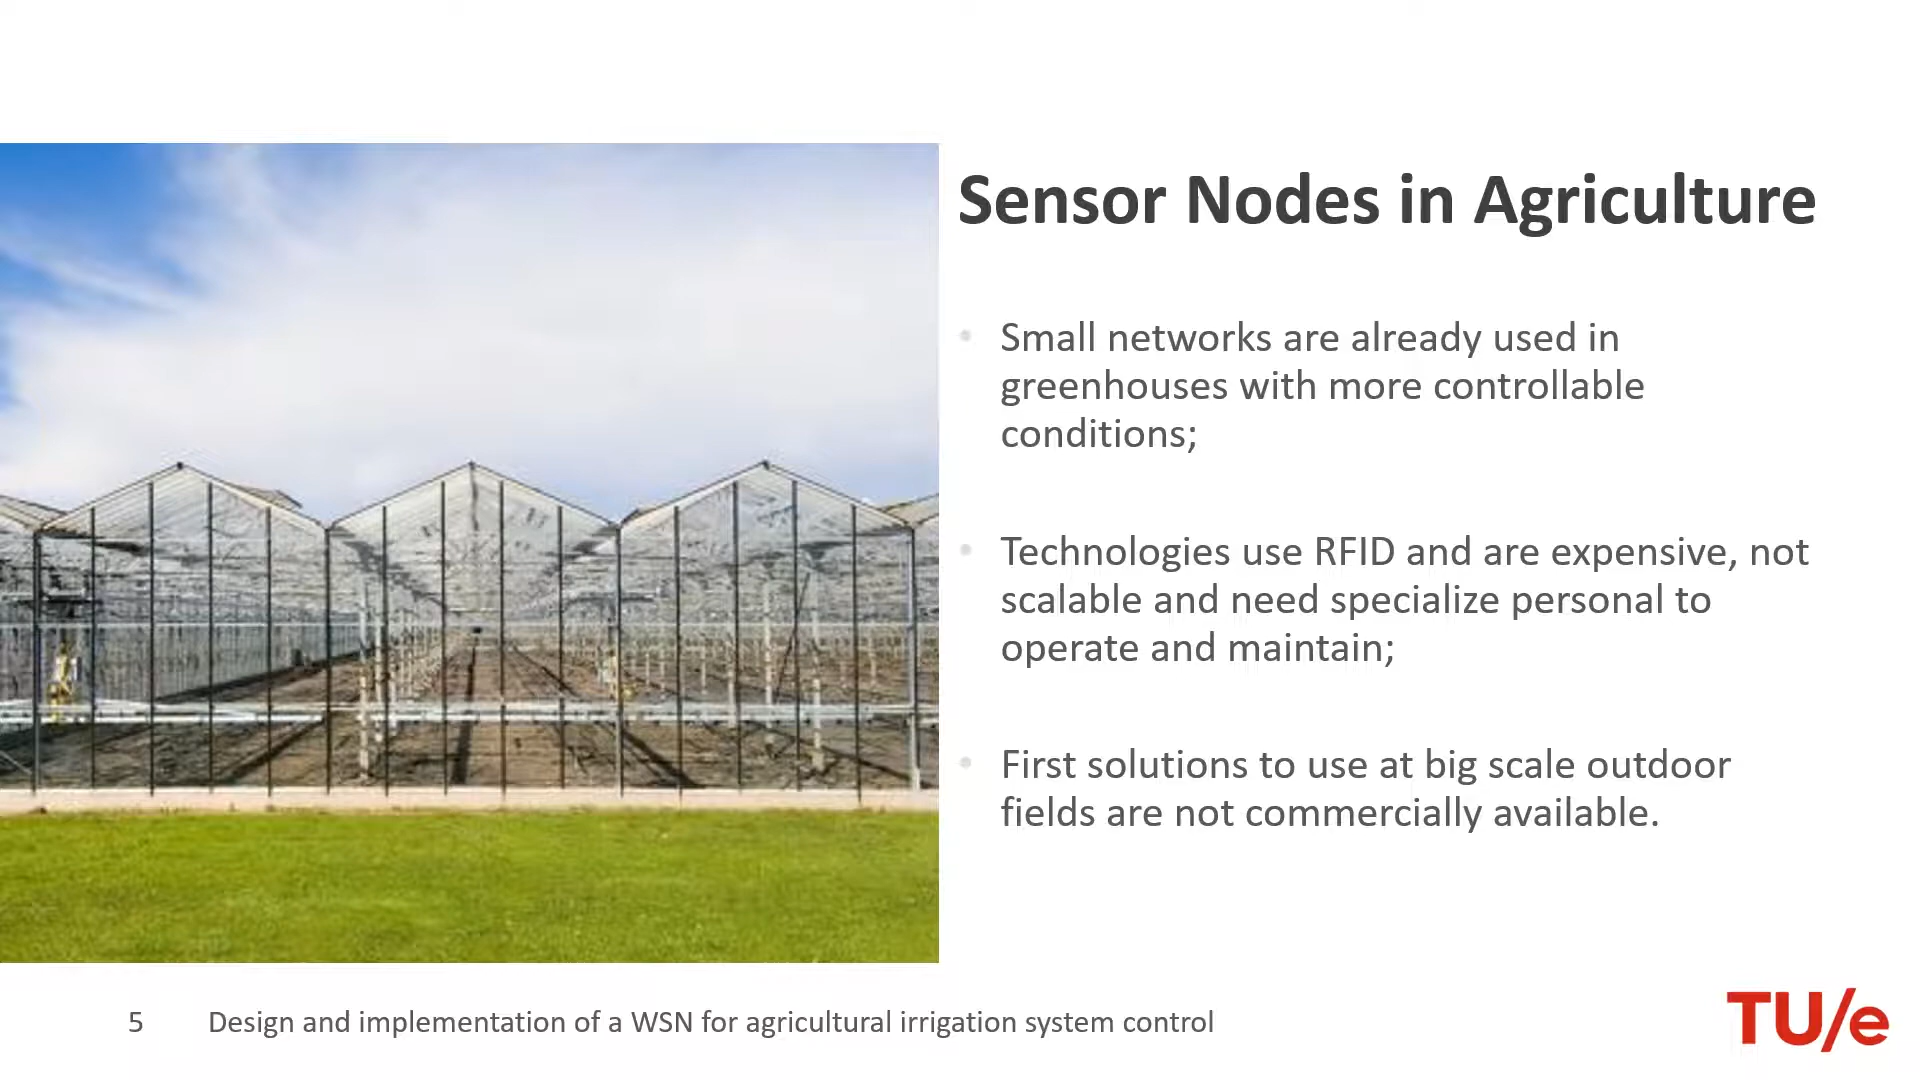 Sensor Nodes in Agriculture
• Small networks are already used in
greenhouses with more controllable
conditions;
• Technologies use RFID and are expensive, not
scalable and need specialize personal to
operate and maintain;
• First solutions to use at big scale outdoor
fields are not commercially available.
5 Design and implementation of a WSN for agricultural irrigation system control
TU/e